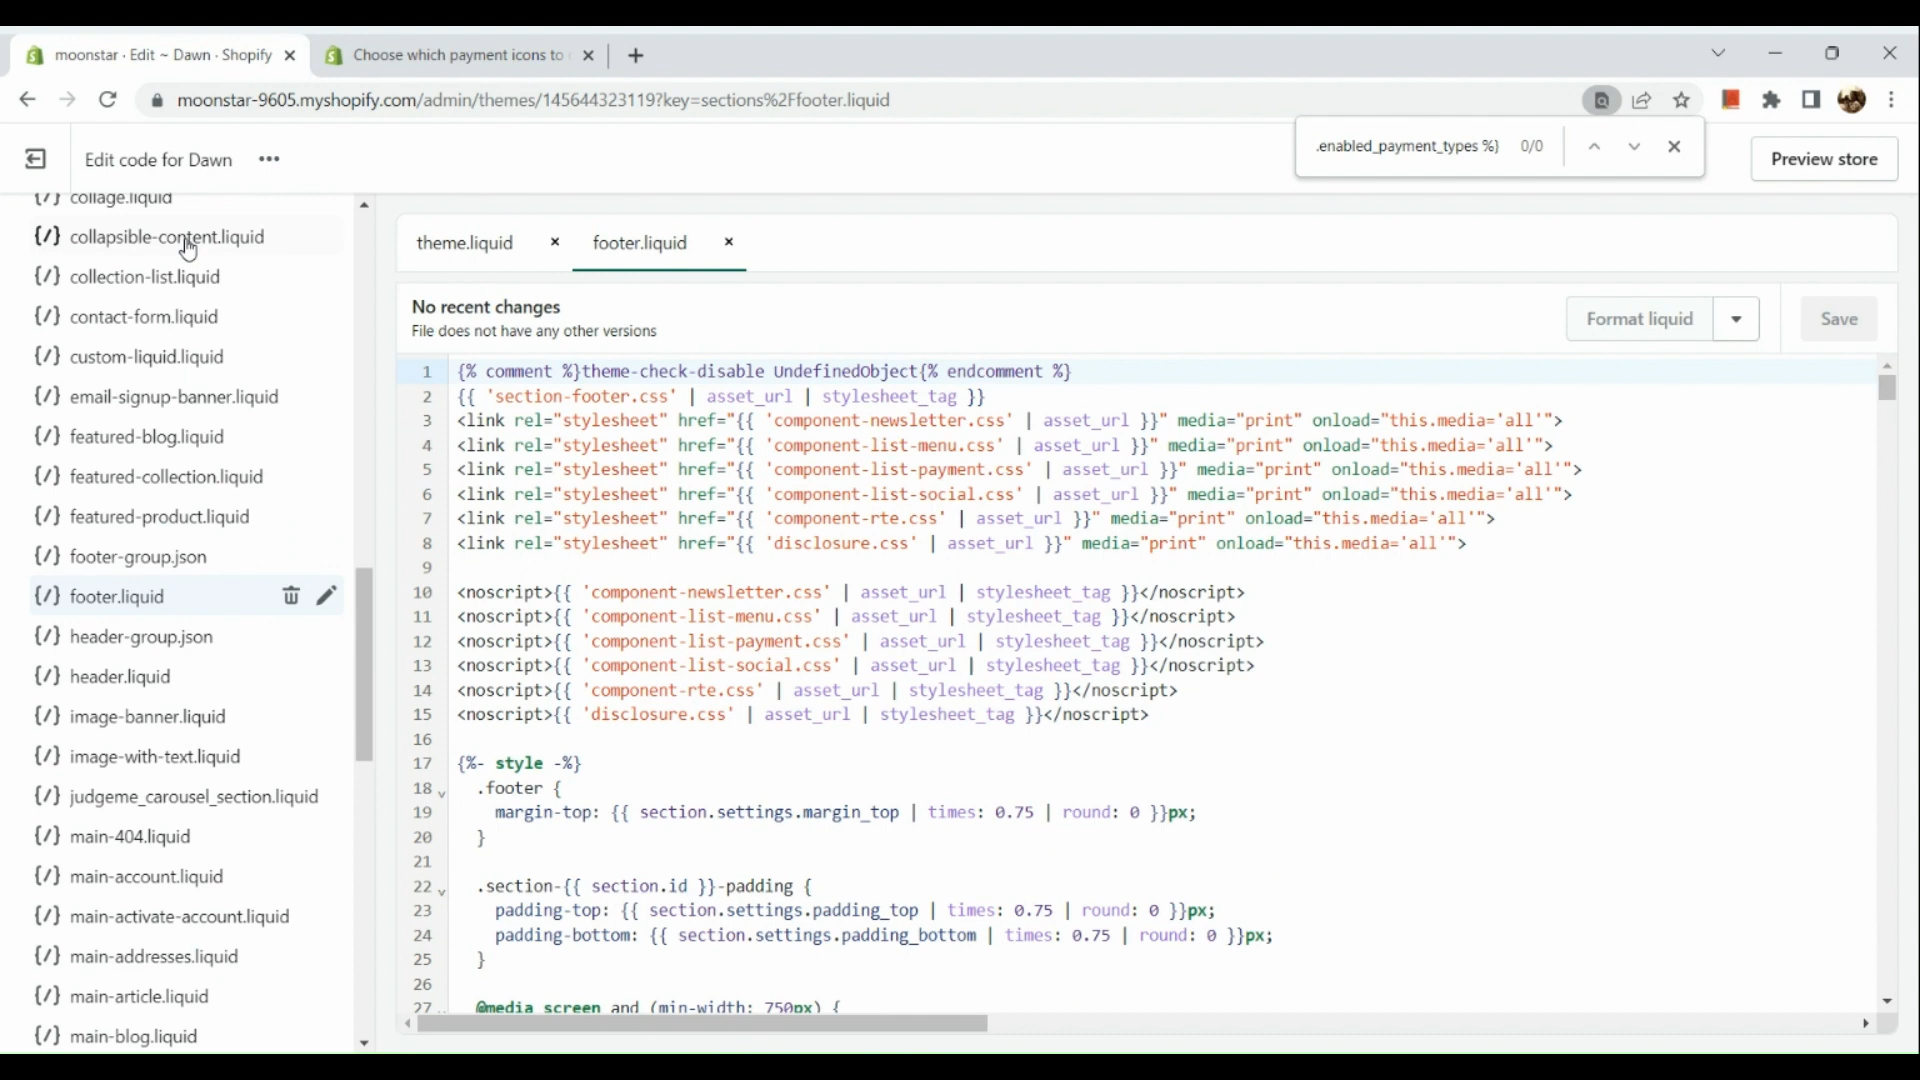 moonstar · Edit ~ Dawn · Shopify
Choose which payment icons to
moonstar-9605.myshopify.com/admin/themes/145644323119?key=sections%2Ffooter.liquid
.enabled_payment_types %} 0/0
Edit code for Dawn
Preview store
{/} collage.liquid
{/} collapsible-content.liquid
{/} collection-list.liquid
{/} contact-form.liquid
{/} custom-liquid.liquid
{/} email-signup-banner.liquid
{/} featured-blog.liquid
{/} featured-collection.liquid
{/} featured-product.liquid
{/} footer-group.json
{/} footer.liquid
{/} header-group.json
{/} header.liquid
{/} image-banner.liquid
{/} image-with-text.liquid
{/} judgeme_carousel_section.liquid
{/} main-404.liquid
{/} main-account.liquid
{/} main-activate-account.liquid
{/} main-addresses.liquid
{/} main-article.liquid
{/} main-blog.liquid
theme.liquid
footer.liquid
No recent changes
File does not have any other versions
Format liquid
Save
1 {% comment %}theme-check-disable UndefinedObject{% endcomment %}
2 {{ 'section-footer.css' | asset_url | stylesheet_tag }}
3 <link rel="stylesheet" href="{{ 'component-newsletter.css' | asset_url }}" media="print" onload="this.media='all'">
4 <link rel="stylesheet" href="{{ 'component-list-menu.css' | asset_url }}" media="print" onload="this.media='all'">
5 <link rel="stylesheet" href="{{ 'component-list-payment.css' | asset_url }}" media="print" onload="this.media='all'">
6 <link rel="stylesheet" href="{{ 'component-list-social.css' | asset_url }}" media="print" onload="this.media='all'">
7 <link rel="stylesheet" href="{{ 'component-rte.css' | asset_url }}" media="print" onload="this.media='all'">
8 <link rel="stylesheet" href="{{ 'disclosure.css' | asset_url }}" media="print" onload="this.media='all'">
9
10 <noscript>{{ 'component-newsletter.css' | asset_url | stylesheet_tag }}</noscript>
11 <noscript>{{ 'component-list-menu.css' | asset_url | stylesheet_tag }}</noscript>
12 <noscript>{{ 'component-list-payment.css' | asset_url | stylesheet_tag }}</noscript>
13 <noscript>{{ 'component-list-social.css' | asset_url | stylesheet_tag }}</noscript>
14 <noscript>{{ 'component-rte.css' | asset_url | stylesheet_tag }}</noscript>
15 <noscript>{{ 'disclosure.css' | asset_url | stylesheet_tag }}</noscript>
16
17 {%- style -%}
18 .footer {
19 margin-top: {{ section.settings.margin_top | times: 0.75 | round: 0 }}px;
20 }
21
22 .section-{{ section.id }}-padding {
23 padding-top: {{ section.settings.padding_top | times: 0.75 | round: 0 }}px;
24 padding-bottom: {{ section.settings.padding_bottom | times: 0.75 | round: 0 }}px;
25 }
26
27 @media screen and (min-width: 750px) {